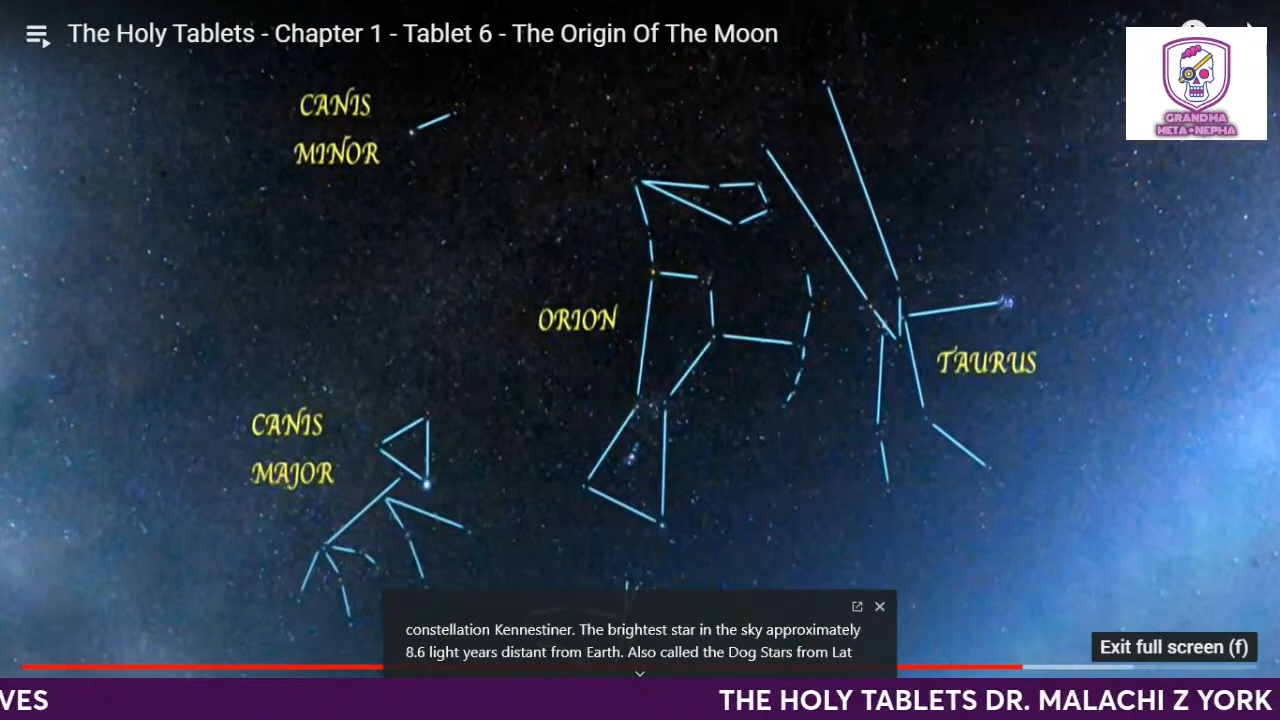 The Holy Tablets - Chapter 1 - Tablet 6 - The Origin Of The Moon
GRANDMA
META•NEPHA
CANIS
MINOR
ORION
TAURUS
CANIS
MAJOR
constellation Kennestiner. The brightest star in the sky approximately
8.6 light years distant from Earth. Also called the Dog Stars from Lat
Exit full screen (f)
VES
THE HOLY TABLETS DR. MALACHI Z YORK